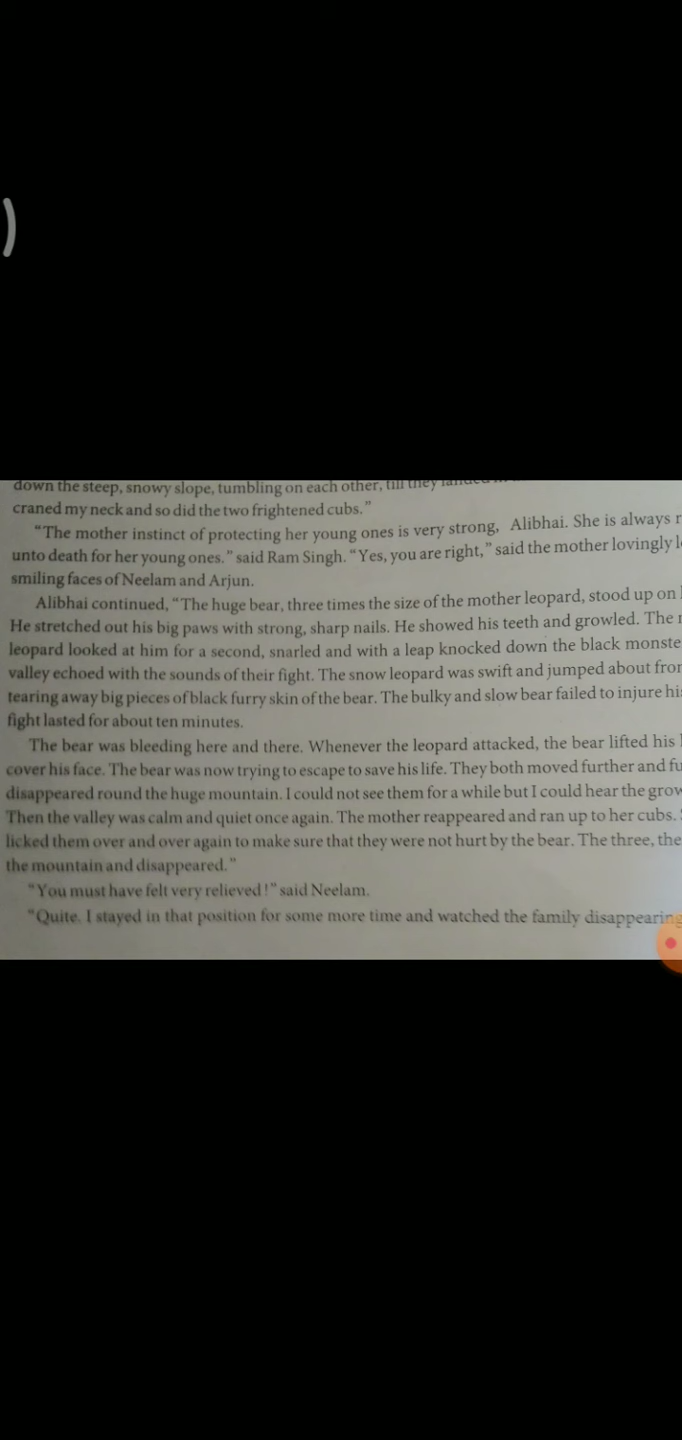 down the steep, snowy slope, tumbling on each other, till they landed
craned my neck and so did the two frightened cubs.”
“The mother instinct of protecting her young ones is very strong, Alibhai. She is always
unto death for her young ones.” said Ram Singh. “Yes, you are right,” said the mother lovingly
smiling faces of Neelam and Arjun.
Alibhai continued, “The huge bear, three times the size of the mother leopard, stood up on
He stretched out his big paws with strong, sharp nails. He showed his teeth and growled. The
leopard looked at him for a second, snarled and with a leap knocked down the black monste
valley echoed with the sounds of their fight. The snow leopard was swift and jumped about fro
tearing away big pieces of black furry skin of the bear. The bulky and slow bear failed to injure hi
fight lasted for about ten minutes.
The bear was bleeding here and there. Whenever the leopard attacked, the bear lifted his
cover his face. The bear was now trying to escape to save his life. They both moved further and fu
disappeared round the huge mountain. I could not see them for a while but I could hear the grow
Then the valley was calm and quiet once again. The mother reappeared and ran up to her cubs.
licked them over and over again to make sure that they were not hurt by the bear. The three, the
the mountain and disappeared.”
“You must have felt very relieved!” said Neelam.
“Quite. I stayed in that position for some more time and watched the family disappearing